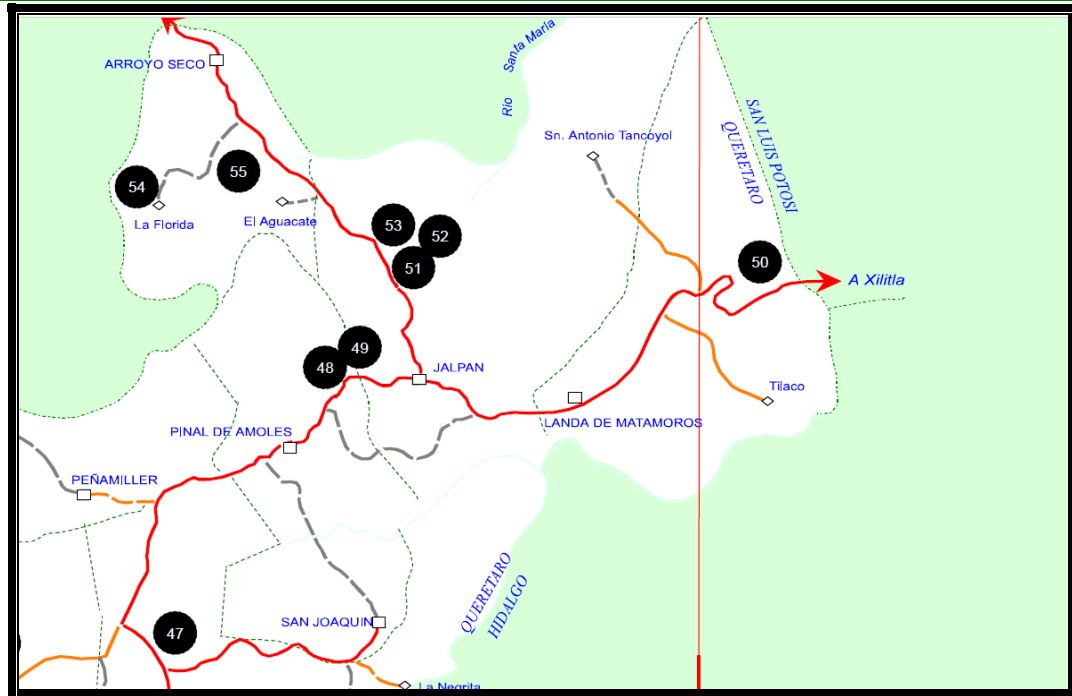 Santa María
Rio
ARROYO SECO
SAN LUIS POTOSI
QUERETARO
Sn. Antonio Tancoyol
55
54
La Florida
El Aguacate
53
52
51
50
A Xilitla
49
48
JALPAN
Tilaco
LANDA DE MATAMOROS
PINAL DE AMOLES
PEÑAMILLER
QUERETARO
HIDALGO
47
SAN JOAQUIN
La Negrita